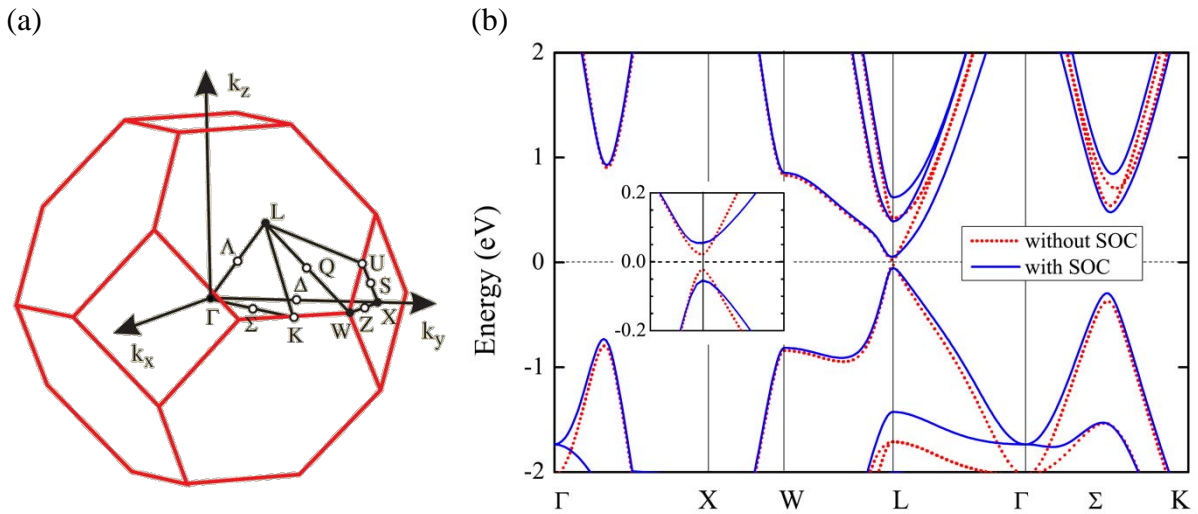 (a)
(b)
k_z
L
Λ
Q
U
S
Δ
Γ
Σ
K
W
Z
X
k_y
k_x
Energy (eV)
2
1
0
-1
-2
0.2
0.0
-0.2
without SOC
with SOC
Γ X W L Γ Σ K